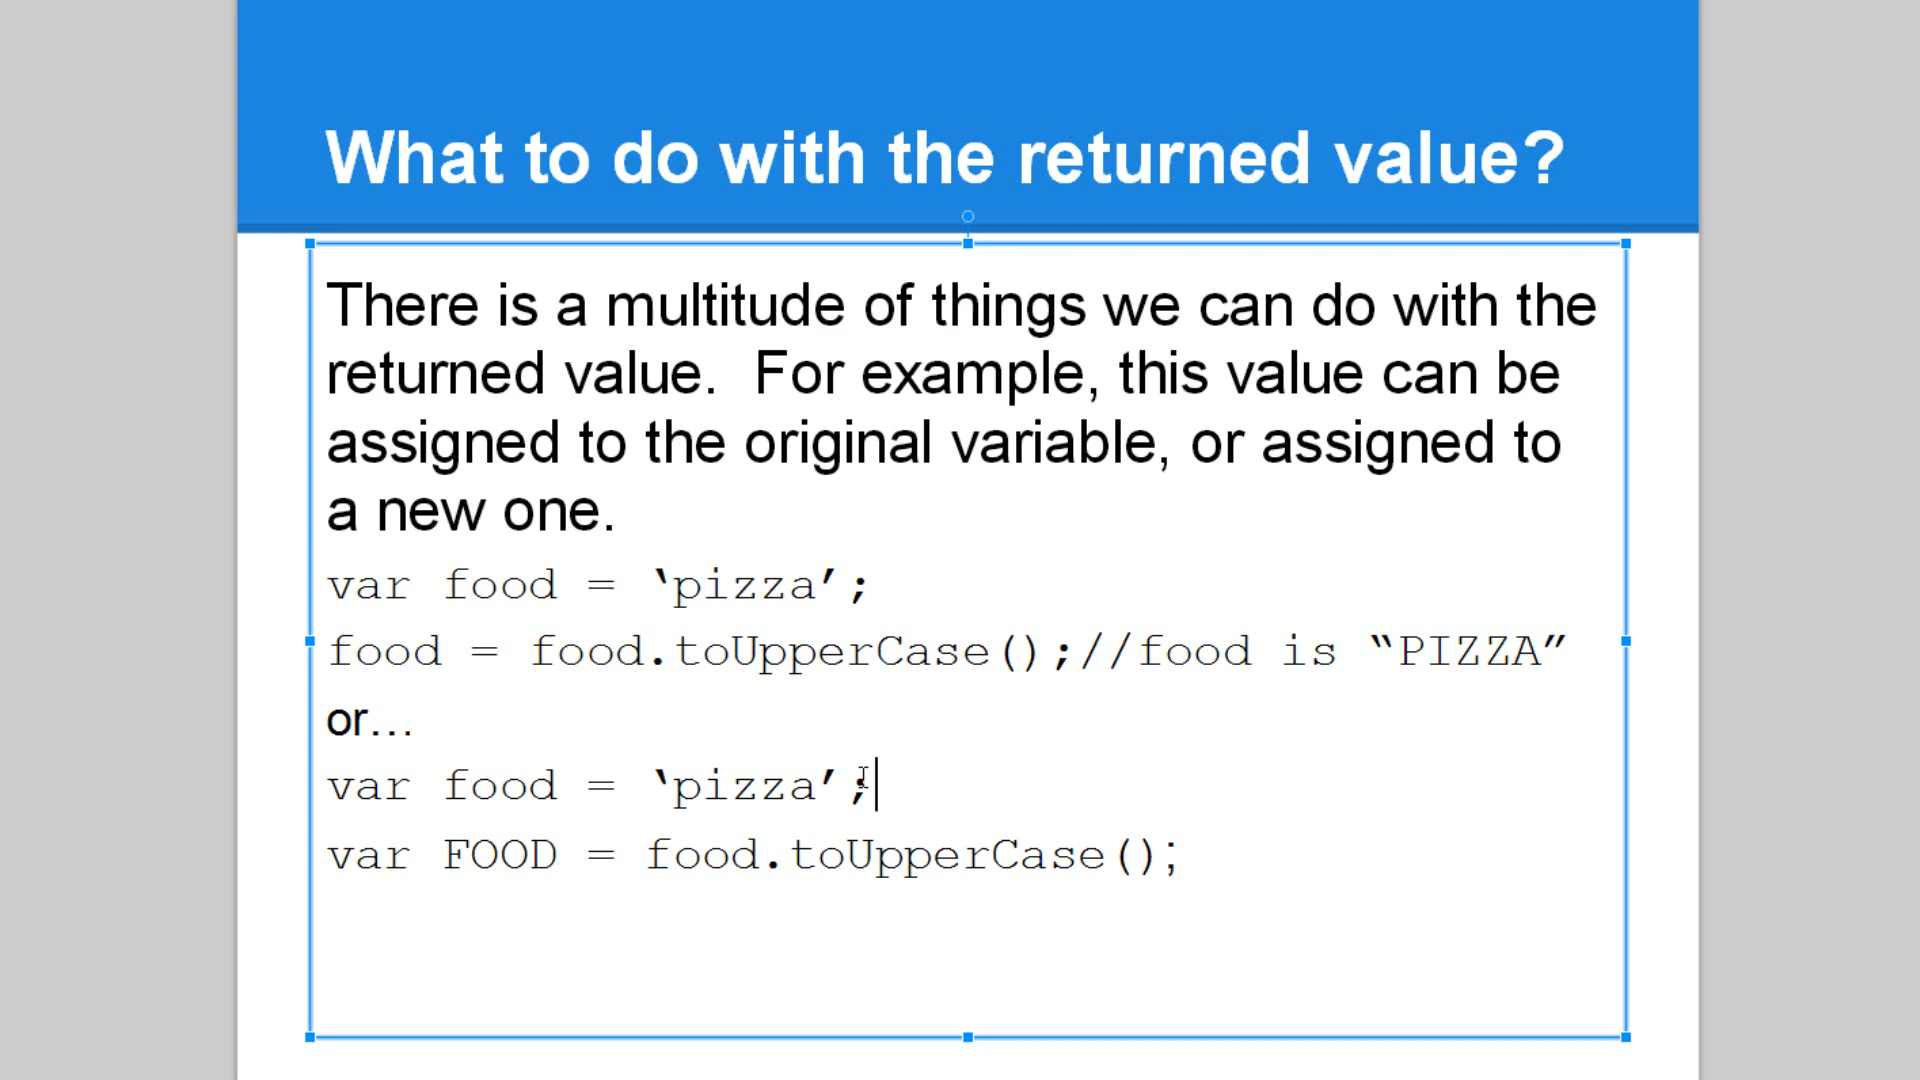 What to do with the returned value?
There is a multitude of things we can do with the
returned value.  For example, this value can be
assigned to the original variable, or assigned to
a new one.
var food = ‘pizza’;
food = food.toUpperCase();//food is “PIZZA”
or…
var food = ‘pizza’;
var FOOD = food.toUpperCase();